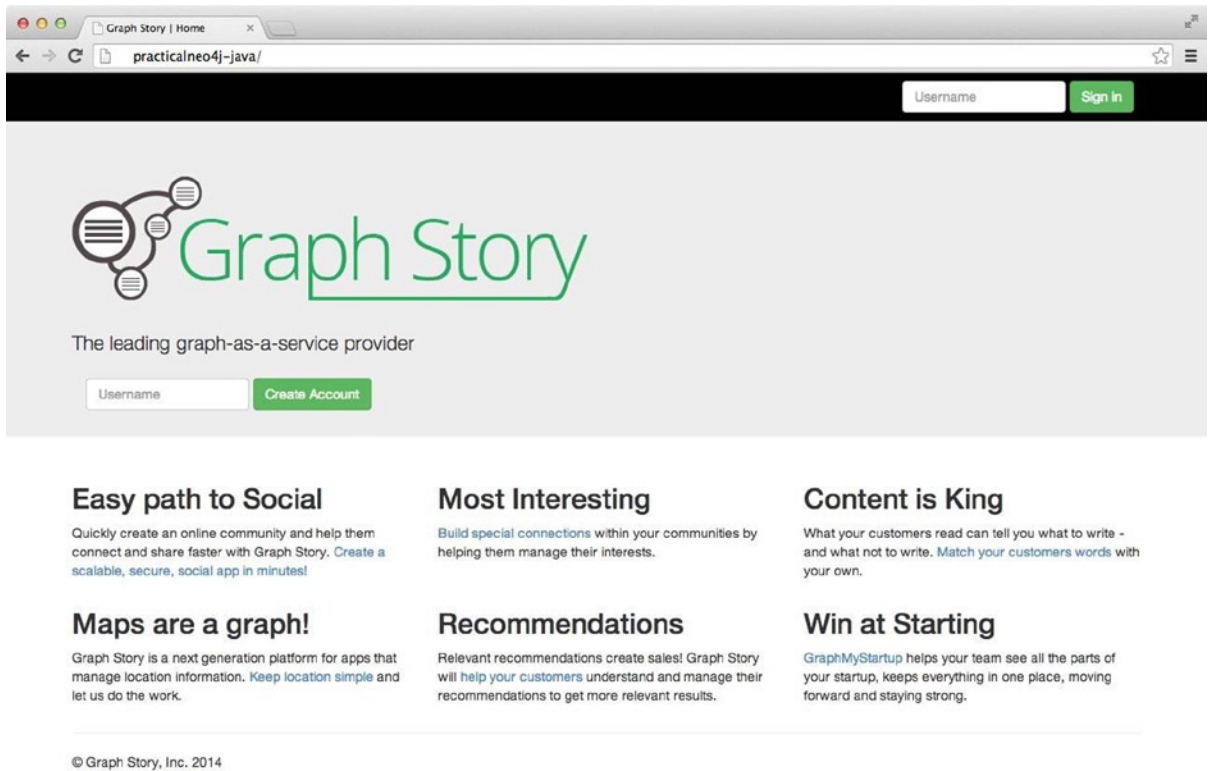 Graph Story | Home
practicalneo4j-java/
Username
Sign in
Graph Story
The leading graph-as-a-service provider
Username
Create Account
Easy path to Social
Quickly create an online community and help them
connect and share faster with Graph Story. Create a
scalable, secure, social app in minutes!
Most Interesting
Build special connections within your communities by
helping them manage their interests.
Content is King
What your customers read can tell you what to write -
and what not to write. Match your customers words with
your own.
Maps are a graph!
Graph Story is a next generation platform for apps that
manage location information. Keep location simple and
let us do the work.
Recommendations
Relevant recommendations create sales! Graph Story
will help your customers understand and manage their
recommendations to get more relevant results.
Win at Starting
GraphMyStartup helps your team see all the parts of
your startup, keeps everything in one place, moving
forward and staying strong.
© Graph Story, Inc. 2014